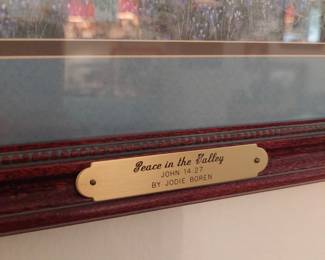 Peace in the Valley
JOHN 14:27
BY JODIE BOREN